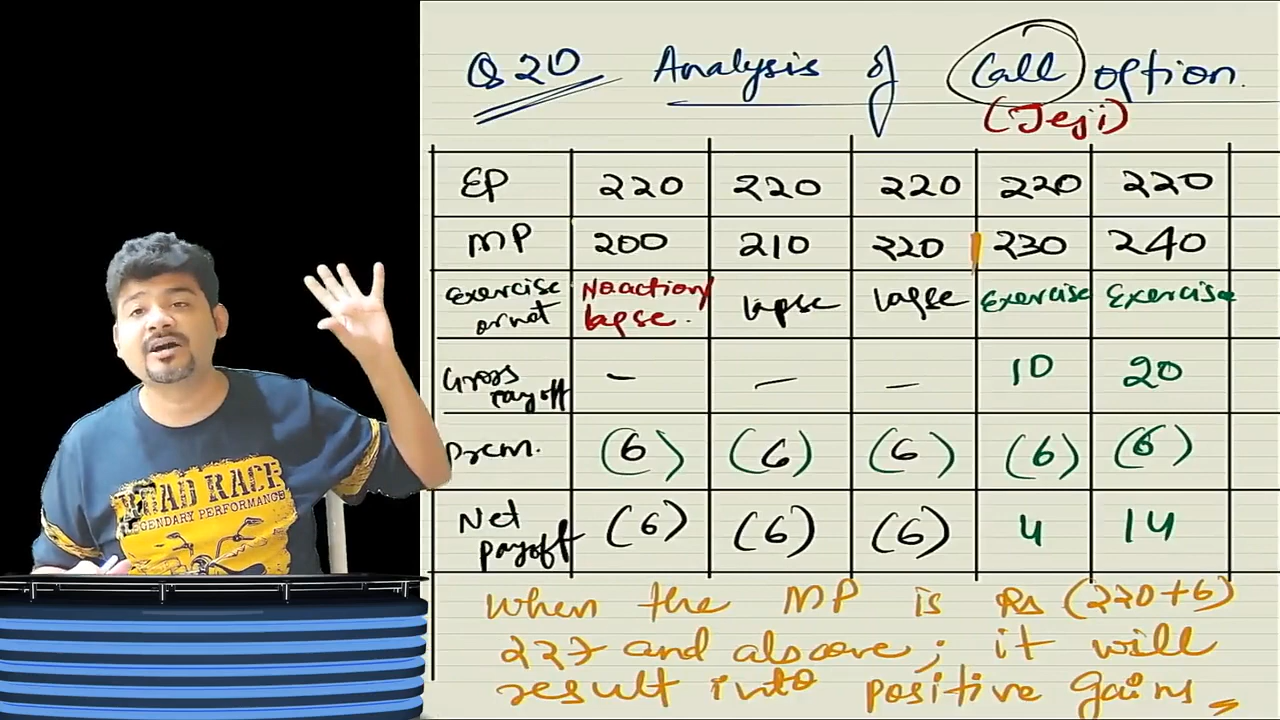 Q 20 Analysis of Call option.
(Teji)
EP 220 220 220 220 220
MP 200 210 220 230 240
Exercise or not No action/ lapse. lapse lapse Exercise Exercise
Gross Pay off — — — 10 20
Prem. (6) (6) (6) (6) (6)
Net payoff (6) (6) (6) 4 14
When the MP is Rs (220+6)
227 and above; it will
result into positive gains
ROAD RACE
LEGENDARY PERFORMANCE